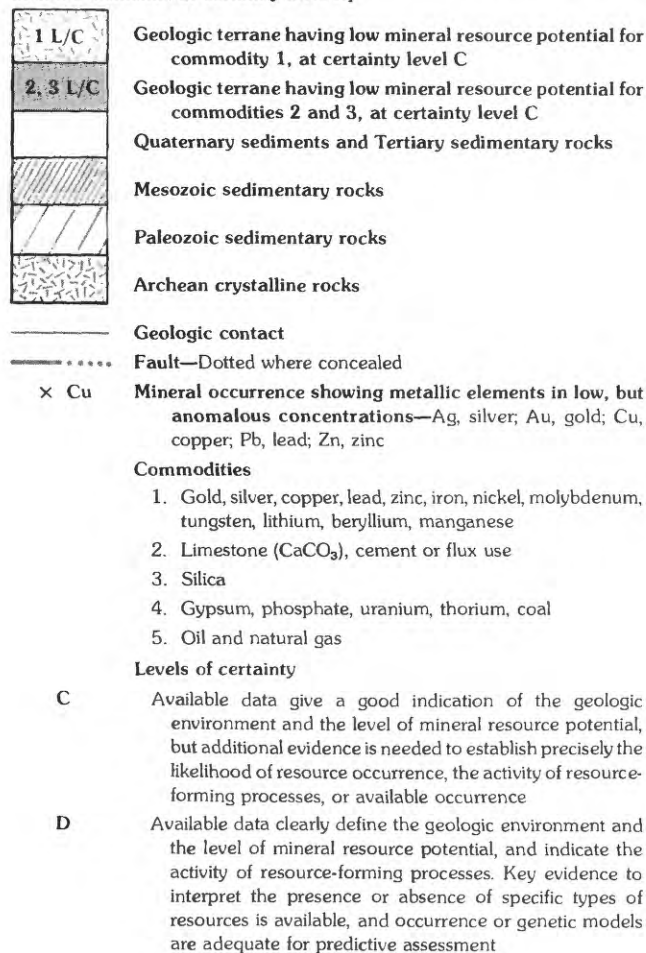 1 L/C Geologic terrane having low mineral resource potential for
commodity 1, at certainty level C
2, 3 L/C Geologic terrane having low mineral resource potential for
commodities 2 and 3, at certainty level C
Quaternary sediments and Tertiary sedimentary rocks
Mesozoic sedimentary rocks
Paleozoic sedimentary rocks
Archean crystalline rocks
Geologic contact
Fault—Dotted where concealed
× Cu Mineral occurrence showing metallic elements in low, but
anomalous concentrations—Ag, silver; Au, gold; Cu,
copper; Pb, lead; Zn, zinc
Commodities
1. Gold, silver, copper, lead, zinc, iron, nickel, molybdenum,
tungsten, lithium, beryllium, manganese
2. Limestone (CaCO₃), cement or flux use
3. Silica
4. Gypsum, phosphate, uranium, thorium, coal
5. Oil and natural gas
Levels of certainty
C Available data give a good indication of the geologic
environment and the level of mineral resource potential,
but additional evidence is needed to establish precisely the
likelihood of resource occurrence, the activity of resource-
forming processes, or available occurrence
D Available data clearly define the geologic environment and
the level of mineral resource potential, and indicate the
activity of resource-forming processes. Key evidence to
interpret the presence or absence of specific types of
resources is available, and occurrence or genetic models
are adequate for predictive assessment